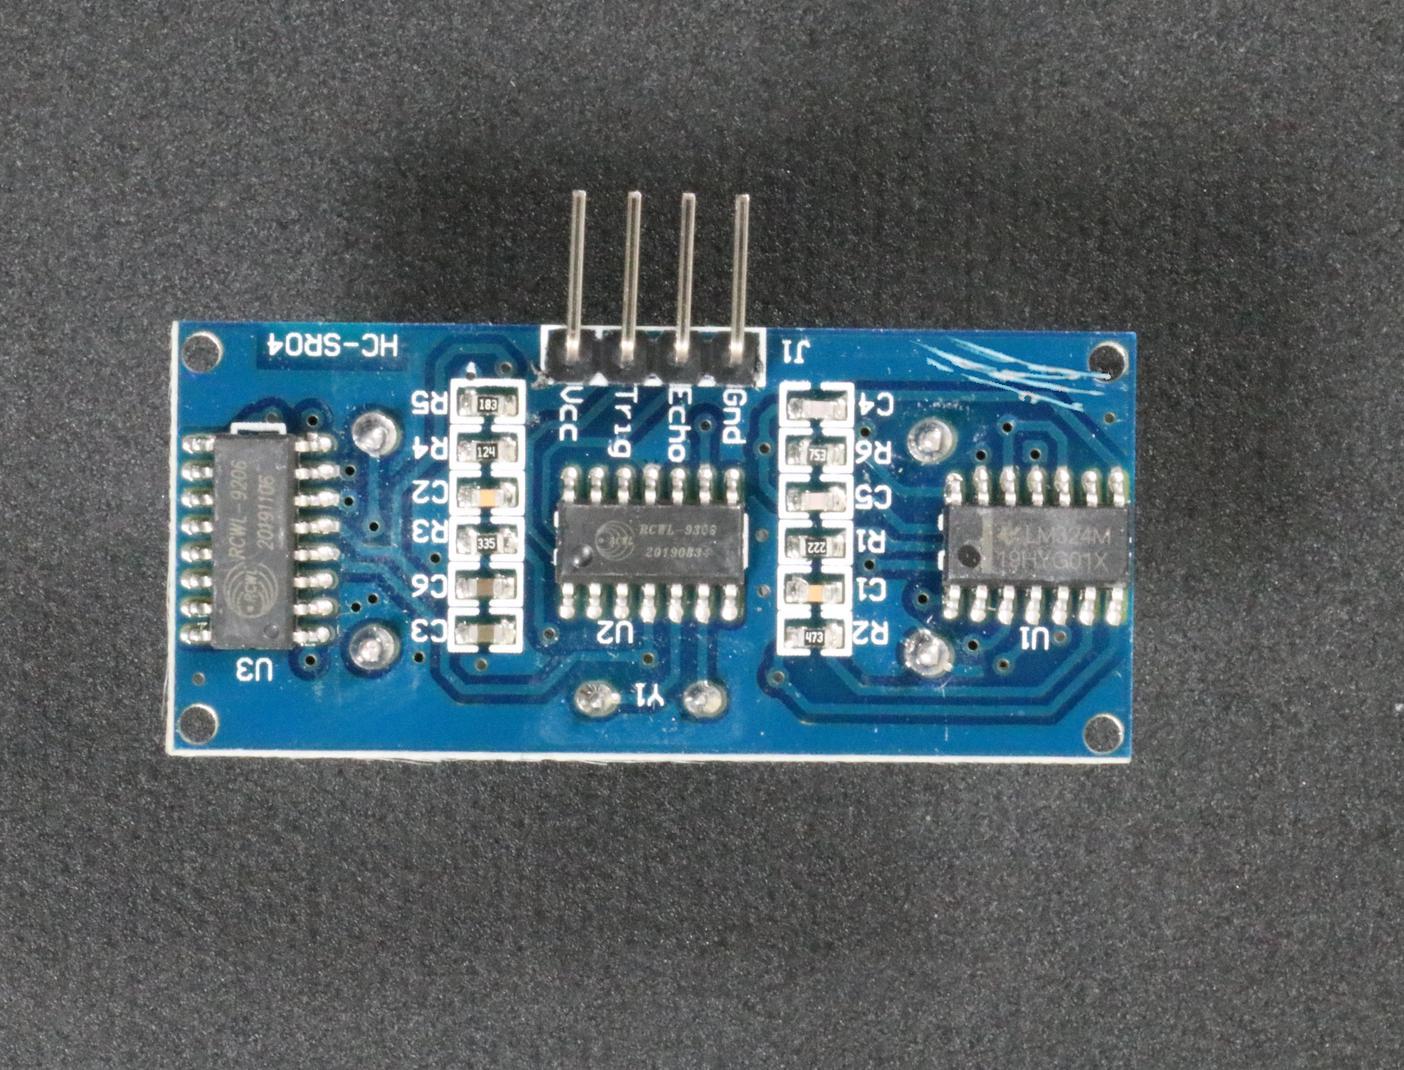 HC-SR04
J1
Vcc
Trig
Echo
Gnd
R5
183
R4
124
C2
R3
335
C6
C3
C4
R6
753
C5
R1
222
C1
R2
473
RCWL-9206
20191106
RCWL
U3
RCWL
U2
LM324M
19HYG01X
U1
Y1